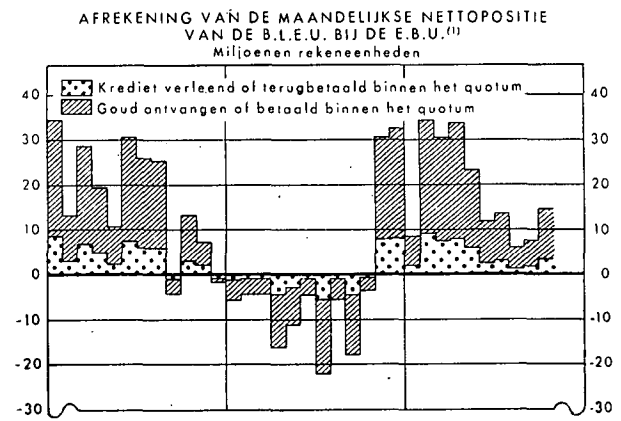 AFREKENING VAN DE MAANDELIJKSE NETTOPOSITIE
VAN DE B.L.E.U. BIJ DE E.B.U.(1)
Miljoenen rekeneenheden
Krediet verleend of terugbetaald binnen het quotum
Goud ontvangen of betaald binnen het quotum
40 40
30 30
20 20
10 10
0 0
-10 -10
-20 -20
-30 -30